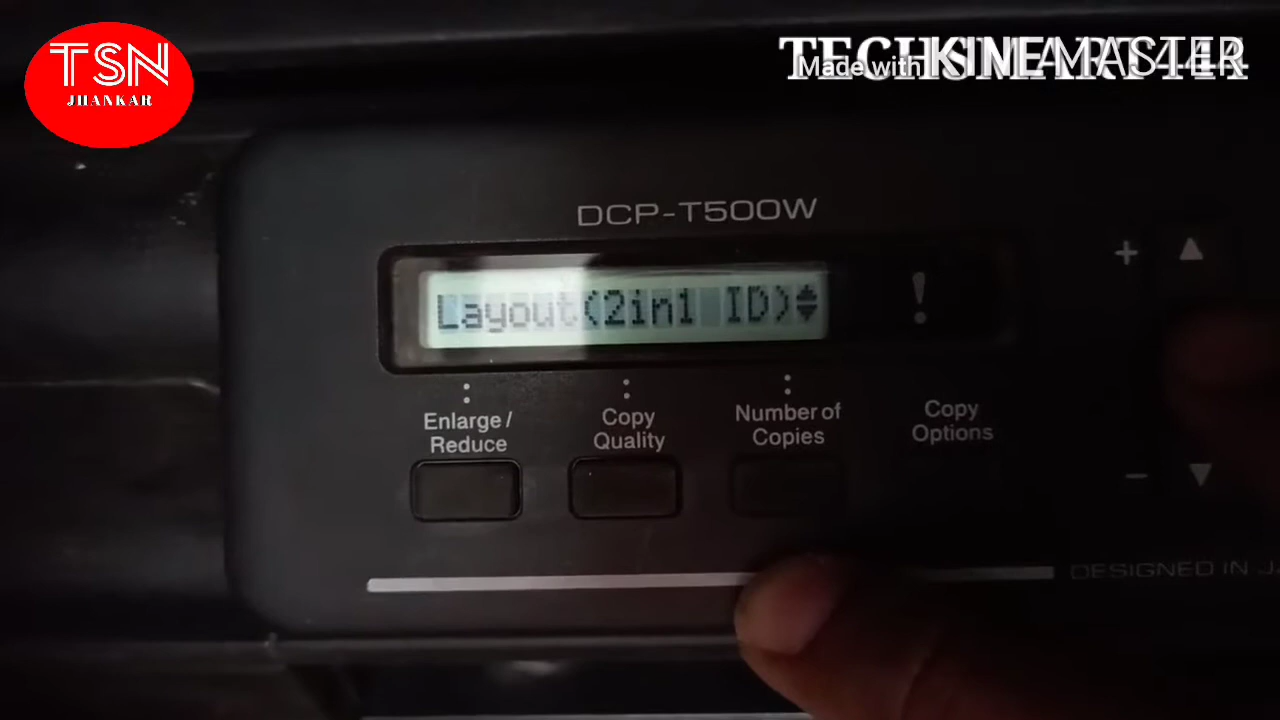 TSN
JHANKAR
Made with KINEMASTER
DCP-T500W
Layout(2in1 ID)
!
Enlarge /
Reduce
Copy
Quality
Number of
Copies
Copy
Options
+
-
DESIGNED IN